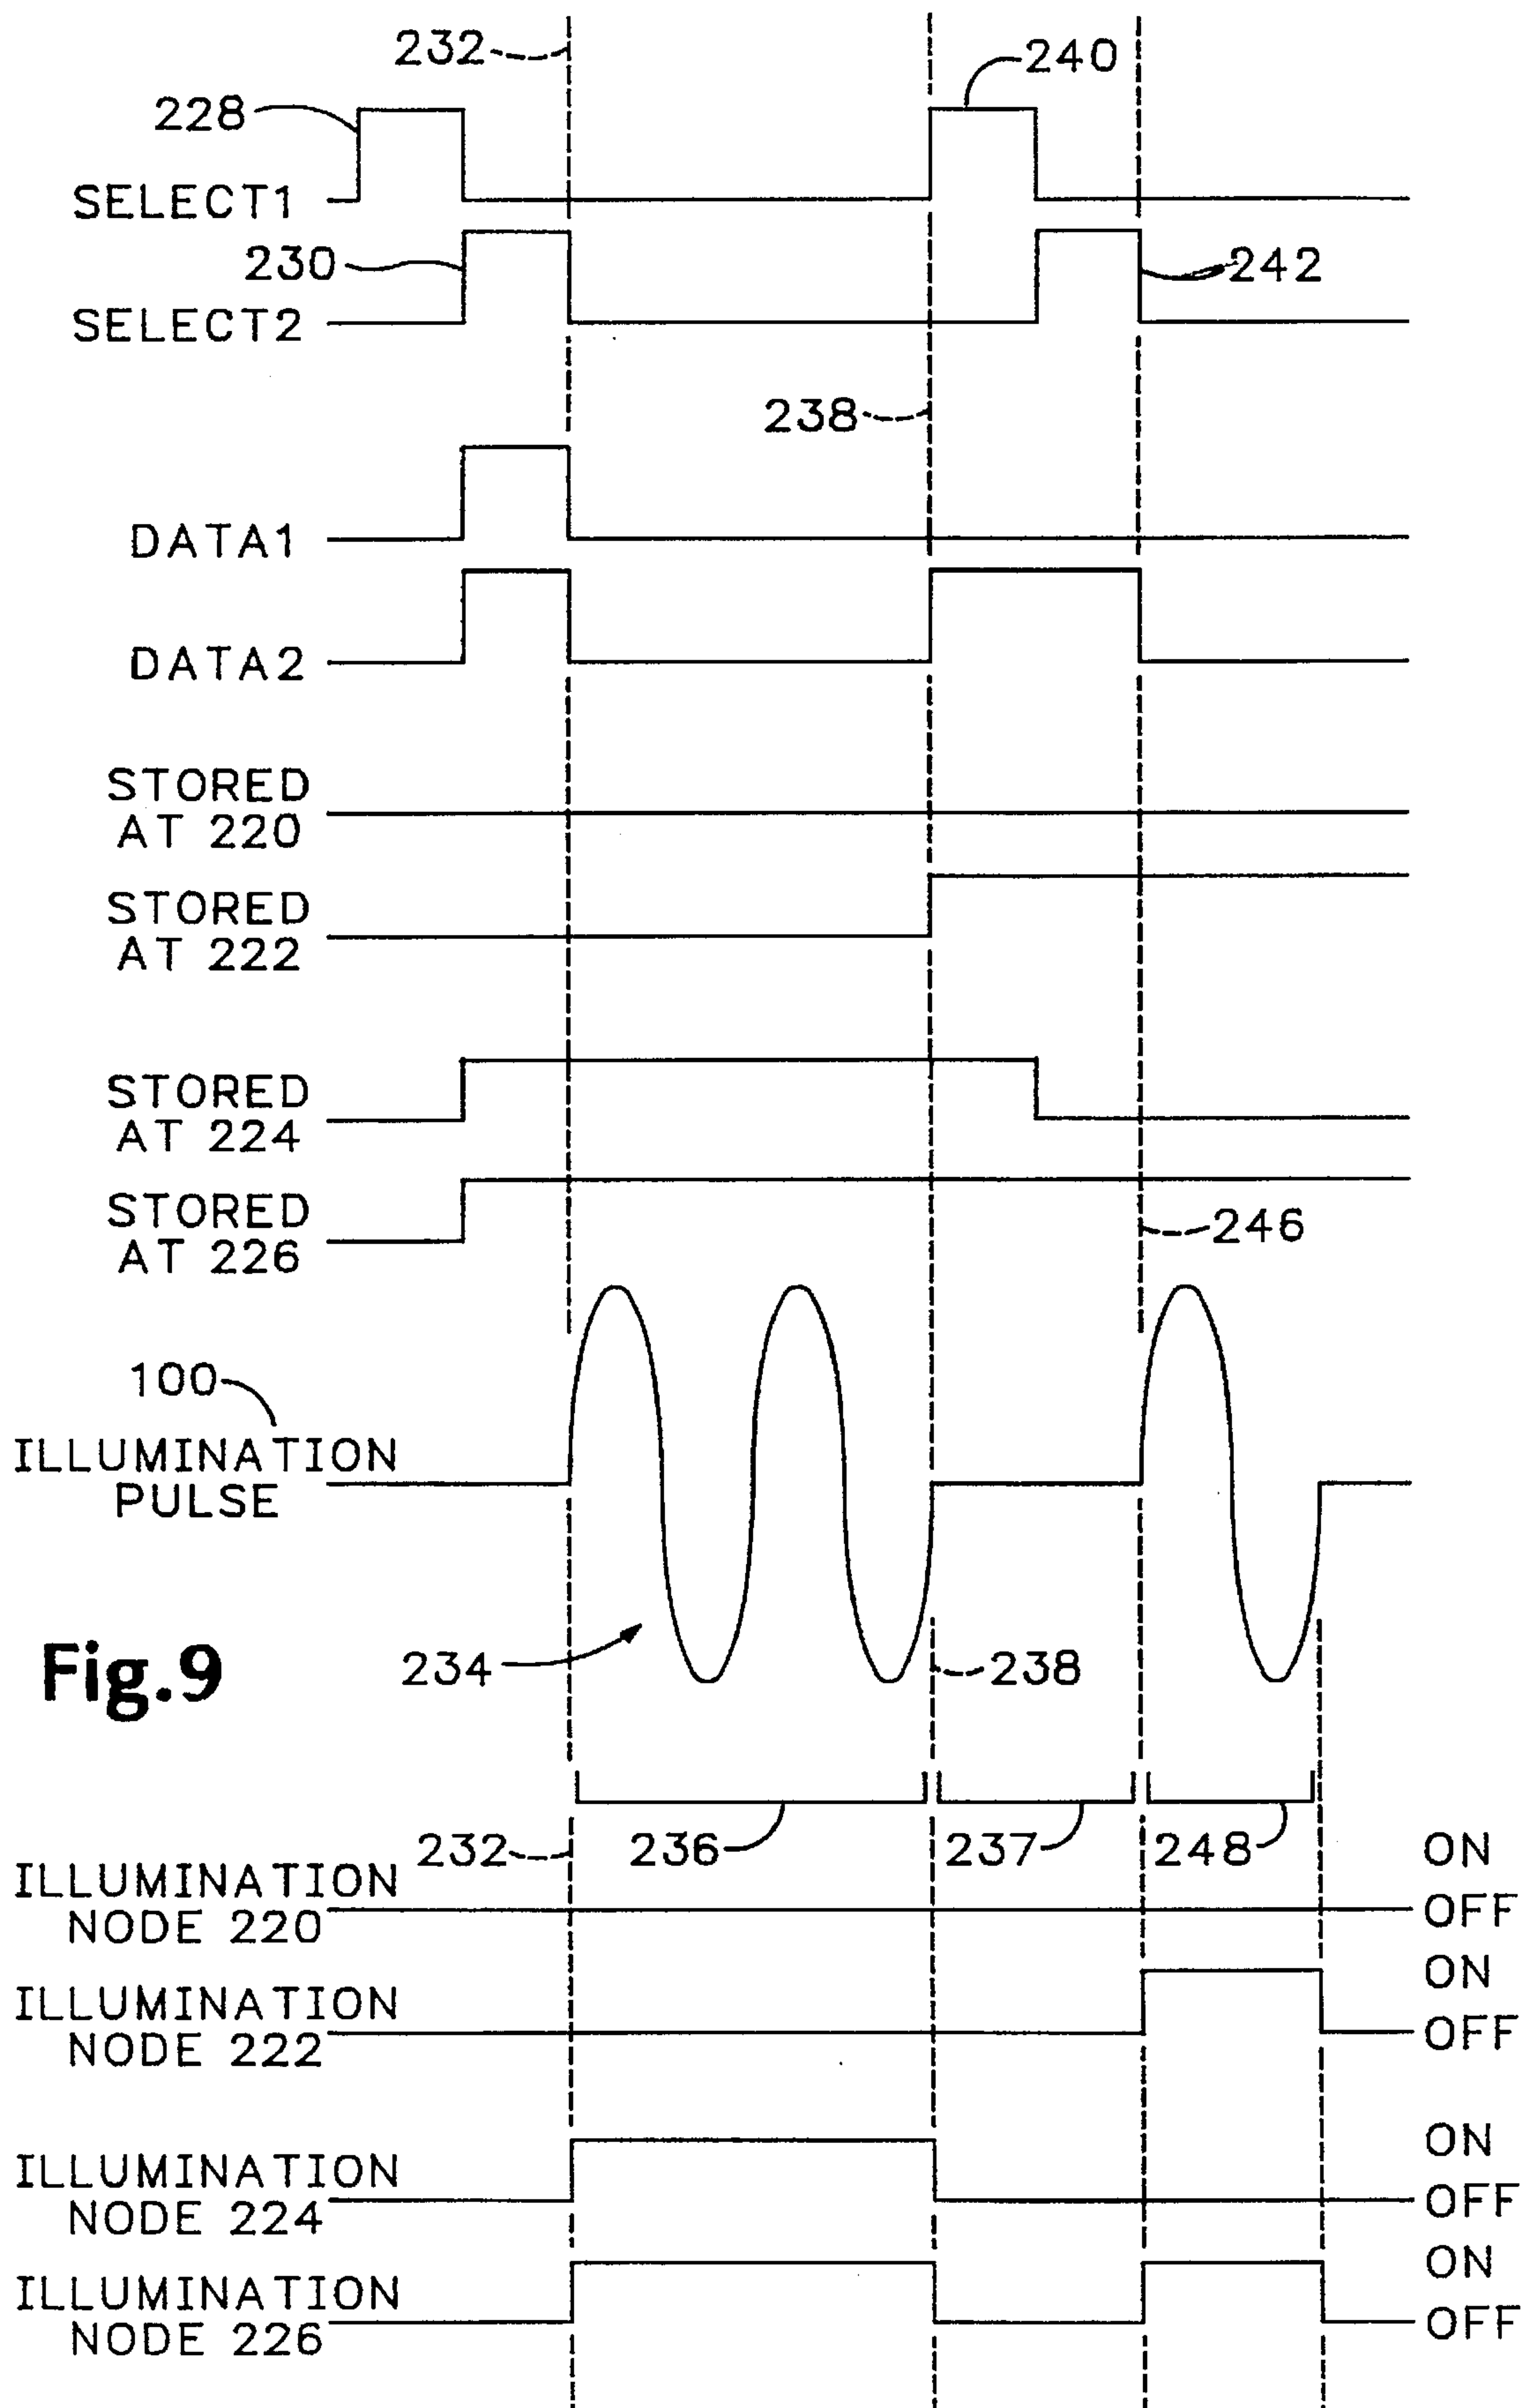 232
240
228
SELECT1
230
242
SELECT2
238
DATA1
DATA2
STORED
AT 220
STORED
AT 222
STORED
AT 224
STORED
AT 226
246
100
ILLUMINATION
PULSE
Fig.9
234
238
232
236
237
248
ON
ILLUMINATION
NODE 220
OFF
ON
ILLUMINATION
NODE 222
OFF
ON
ILLUMINATION
NODE 224
OFF
ON
ILLUMINATION
NODE 226
OFF